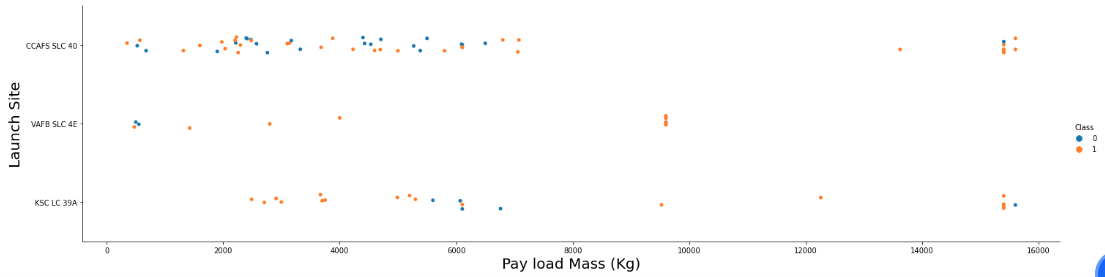 Launch Site
CCAFS SLC 40
VAFB SLC 4E
KSC LC 39A
0 2000 4000 6000 8000 10000 12000 14000 16000
Pay load Mass (Kg)
Class
0
1